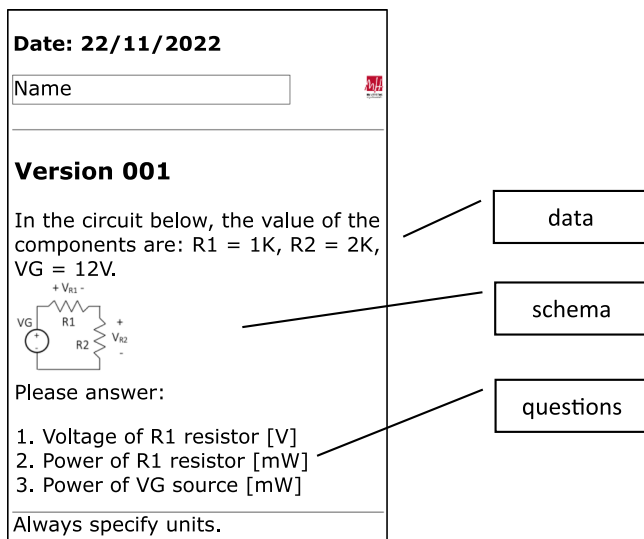 Date: 22/11/2022
Name
Version 001
In the circuit below, the value of the
components are: R1 = 1K, R2 = 2K,
VG = 12V.
+ VR1 -
VG
+
-
R1
R2
+
VR2
-
Please answer:
1. Voltage of R1 resistor [V]
2. Power of R1 resistor [mW]
3. Power of VG source [mW]
Always specify units.
data
schema
questions